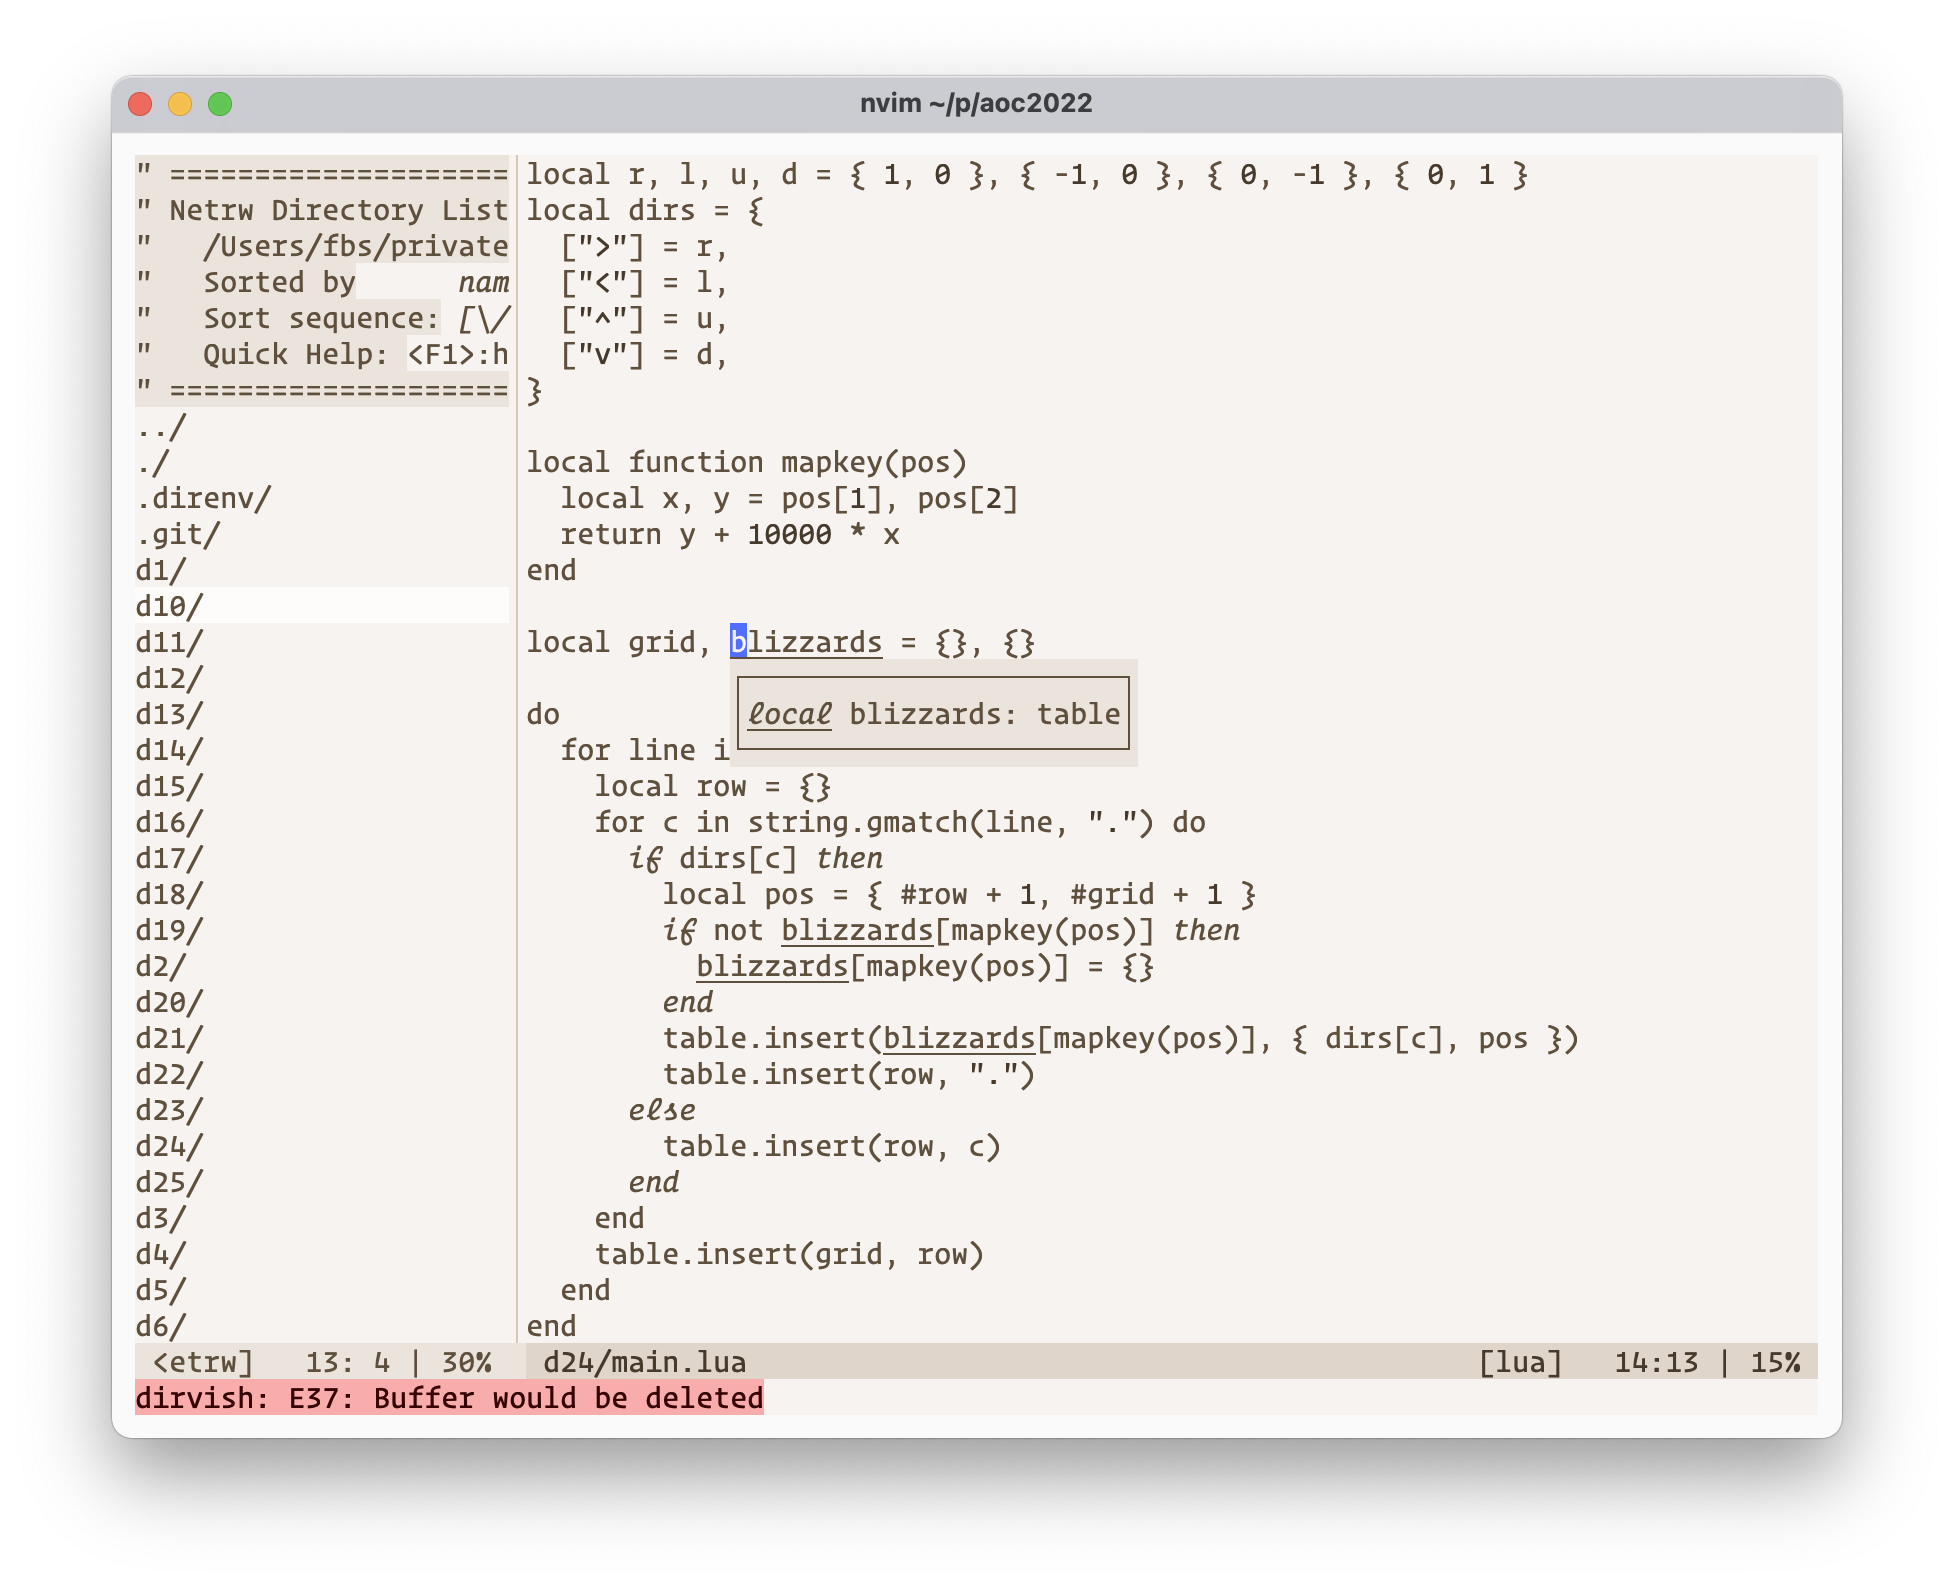 nvim ~/p/aoc2022
" ====================
" Netrw Directory List
"   /Users/fbs/private
"   Sorted by      nam
"   Sort sequence: [\/
"   Quick Help: <F1>:h
" ====================
../
./
.direnv/
.git/
d1/
d10/
d11/
d12/
d13/
d14/
d15/
d16/
d17/
d18/
d19/
d2/
d20/
d21/
d22/
d23/
d24/
d25/
d3/
d4/
d5/
d6/
<etrw]   13: 4 | 30%
local r, l, u, d = { 1, 0 }, { -1, 0 }, { 0, -1 }, { 0, 1 }
local dirs = {
  [">"] = r,
  ["<"] = l,
  ["^"] = u,
  ["v"] = d,
}
local function mapkey(pos)
  local x, y = pos[1], pos[2]
  return y + 10000 * x
end
local grid, blizzards = {}, {}
local blizzards: table
do
  for line i
    local row = {}
    for c in string.gmatch(line, ".") do
      if dirs[c] then
        local pos = { #row + 1, #grid + 1 }
        if not blizzards[mapkey(pos)] then
          blizzards[mapkey(pos)] = {}
        end
        table.insert(blizzards[mapkey(pos)], { dirs[c], pos })
        table.insert(row, ".")
      else
        table.insert(row, c)
      end
    end
    table.insert(grid, row)
  end
end
d24/main.lua [lua]   14:13 | 15%
dirvish: E37: Buffer would be deleted